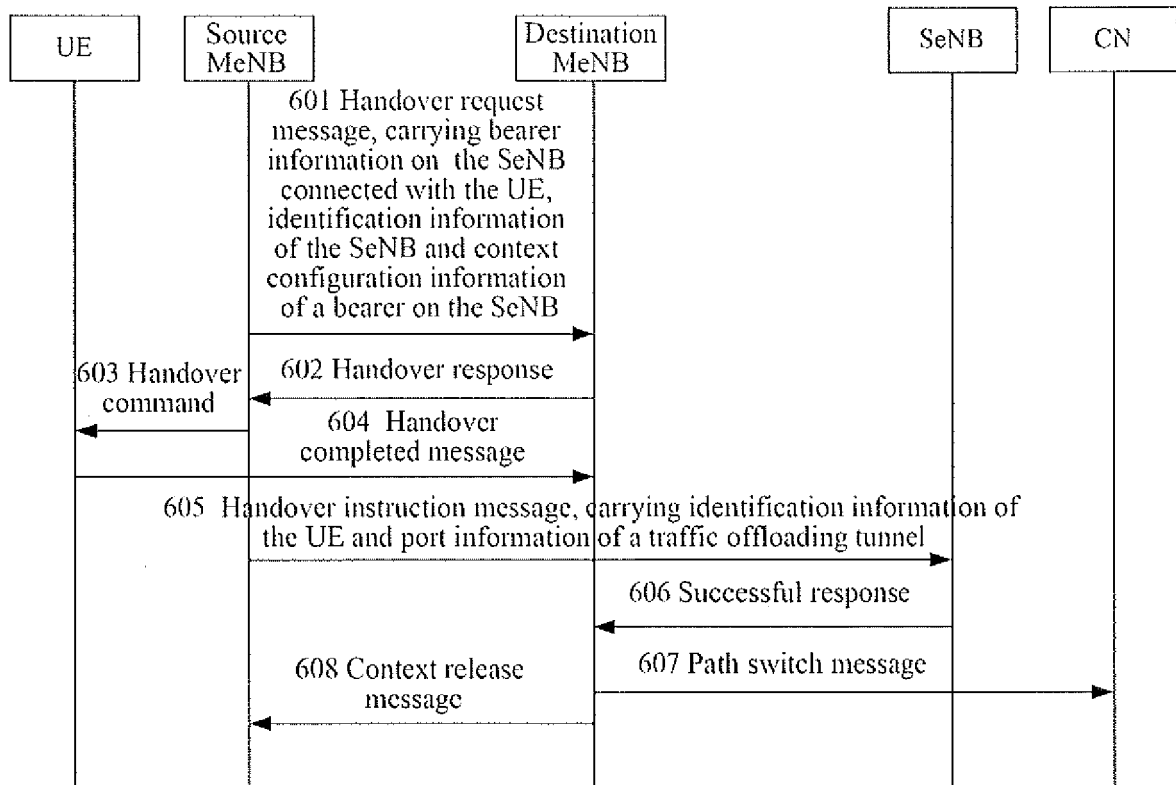 UE
Source
MeNB
Destination
MeNB
SeNB
CN
601 Handover request
message, carrying bearer
information on the SeNB
connected with the UE,
identification information
of the SeNB and context
configuration information
of a bearer on the SeNB
602 Handover response
603 Handover
command
604 Handover
completed message
605 Handover instruction message, carrying identification information of
the UE and port information of a traffic offloading tunnel
606 Successful response
607 Path switch message
608 Context release
message